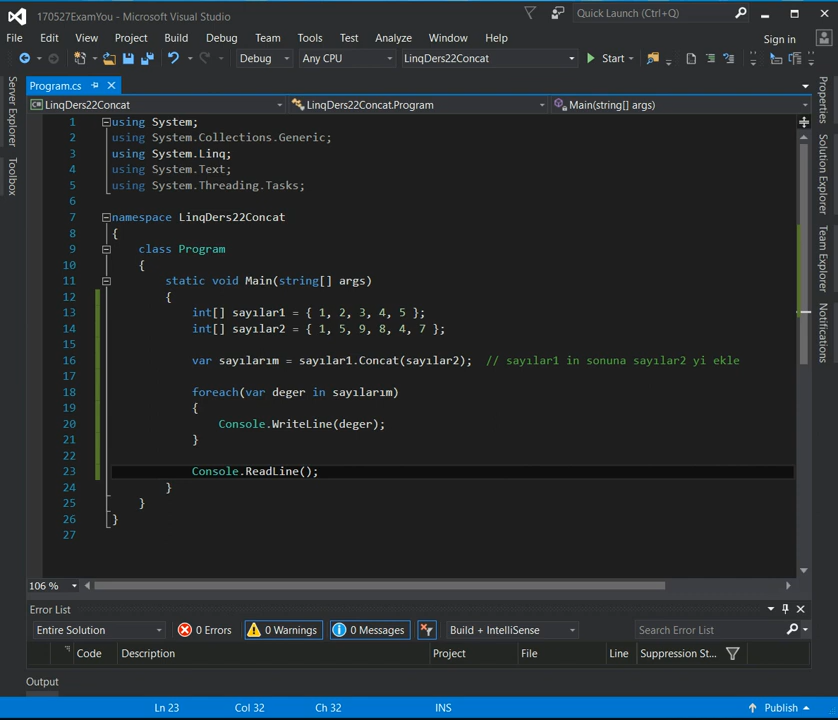 170527ExamYou - Microsoft Visual Studio
Quick Launch (Ctrl+Q)
File Edit View Project Build Debug Team Tools Test Analyze Window Help
Sign in
Debug Any CPU LinqDers22Concat Start
Server Explorer
Toolbox
Program.cs
LinqDers22Concat LinqDers22Concat.Program Main(string[] args)
1 using System;
2 using System.Collections.Generic;
3 using System.Linq;
4 using System.Text;
5 using System.Threading.Tasks;
6
7 namespace LinqDers22Concat
8 {
9 class Program
10 {
11 static void Main(string[] args)
12 {
13 int[] sayılar1 = { 1, 2, 3, 4, 5 };
14 int[] sayılar2 = { 1, 5, 9, 8, 4, 7 };
15
16 var sayılarım = sayılar1.Concat(sayılar2); // sayılar1 in sonuna sayılar2 yi ekle
17
18 foreach(var deger in sayılarım)
19 {
20 Console.WriteLine(deger);
21 }
22
23 Console.ReadLine();
24 }
25 }
26 }
27
Properties
Solution Explorer
Team Explorer
Notifications
106 %
Error List
Entire Solution 0 Errors 0 Warnings 0 Messages Build + IntelliSense Search Error List
Code Description Project File Line Suppression St...
Output
Ln 23 Col 32 Ch 32 INS Publish